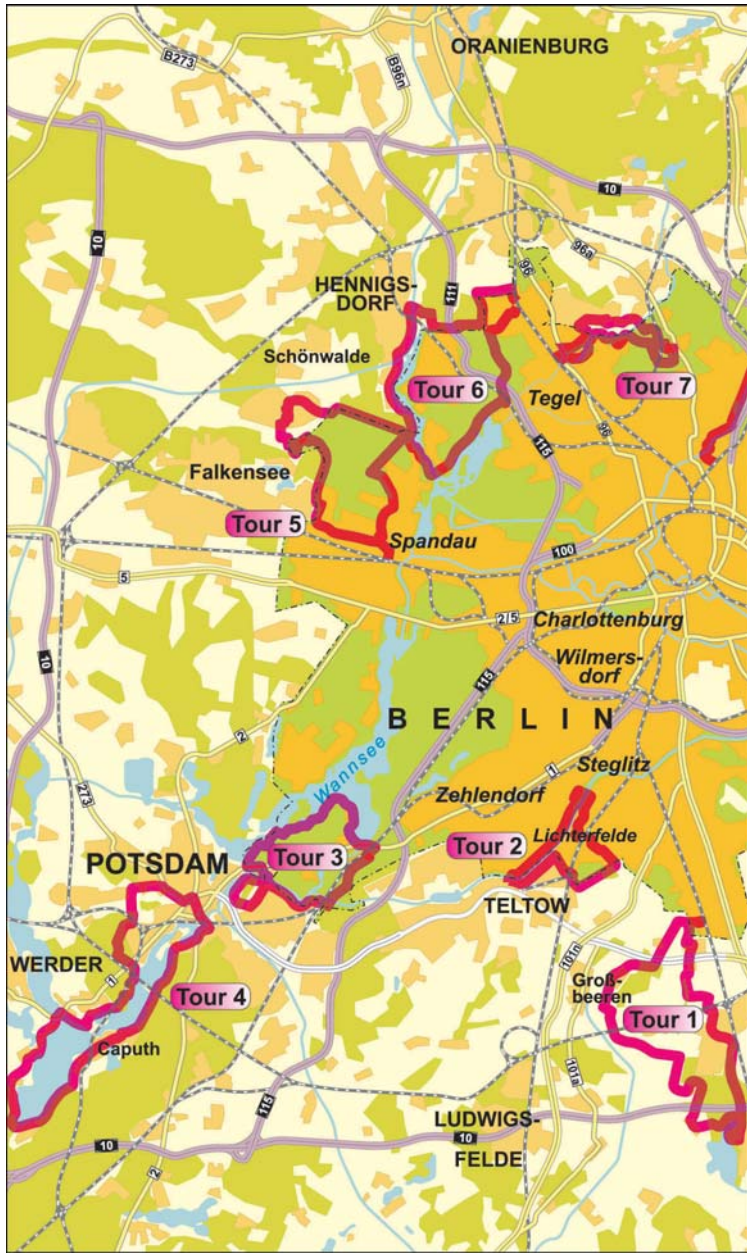 ORANIENBURG
B273
B96n
10
10
96a
96
HENNIGS-
DORF
111
Schönwalde
Tour 6
Tegel
Tour 7
96
115
Falkensee
Tour 5
Spandau
100
5
2/5
Charlottenburg
Wilmers-
dorf
10
115
BERLIN
2
Wannsee
1
Steglitz
273
Zehlendorf
Lichterfelde
Tour 2
POTSDAM
Tour 3
TELTOW
WERDER
1
Tour 4
101n
Groß-
beeren
Tour 1
Caputh
101a
115
LUDWIGS-
10
10
FELDE
2